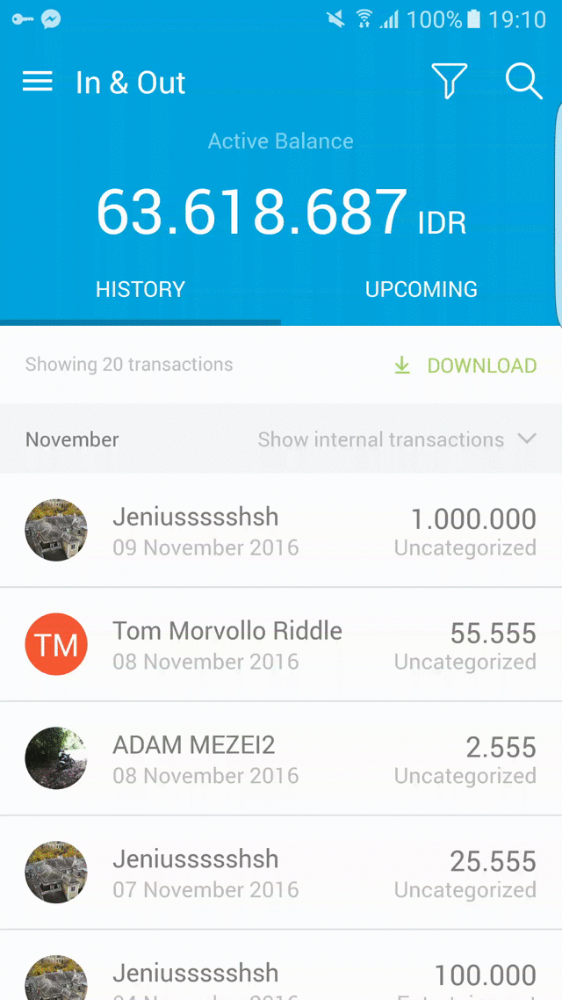 100% 19:10
In & Out
Active Balance
63.618.687 IDR
HISTORY UPCOMING
Showing 20 transactions DOWNLOAD
November Show internal transactions
Jeniussssshsh 1.000.000
09 November 2016 Uncategorized
TM Tom Morvollo Riddle 55.555
08 November 2016 Uncategorized
ADAM MEZEI2 2.555
08 November 2016 Uncategorized
Jeniussssshsh 25.555
07 November 2016 Uncategorized
Jeniussssshsh 100.000
04 November 2016